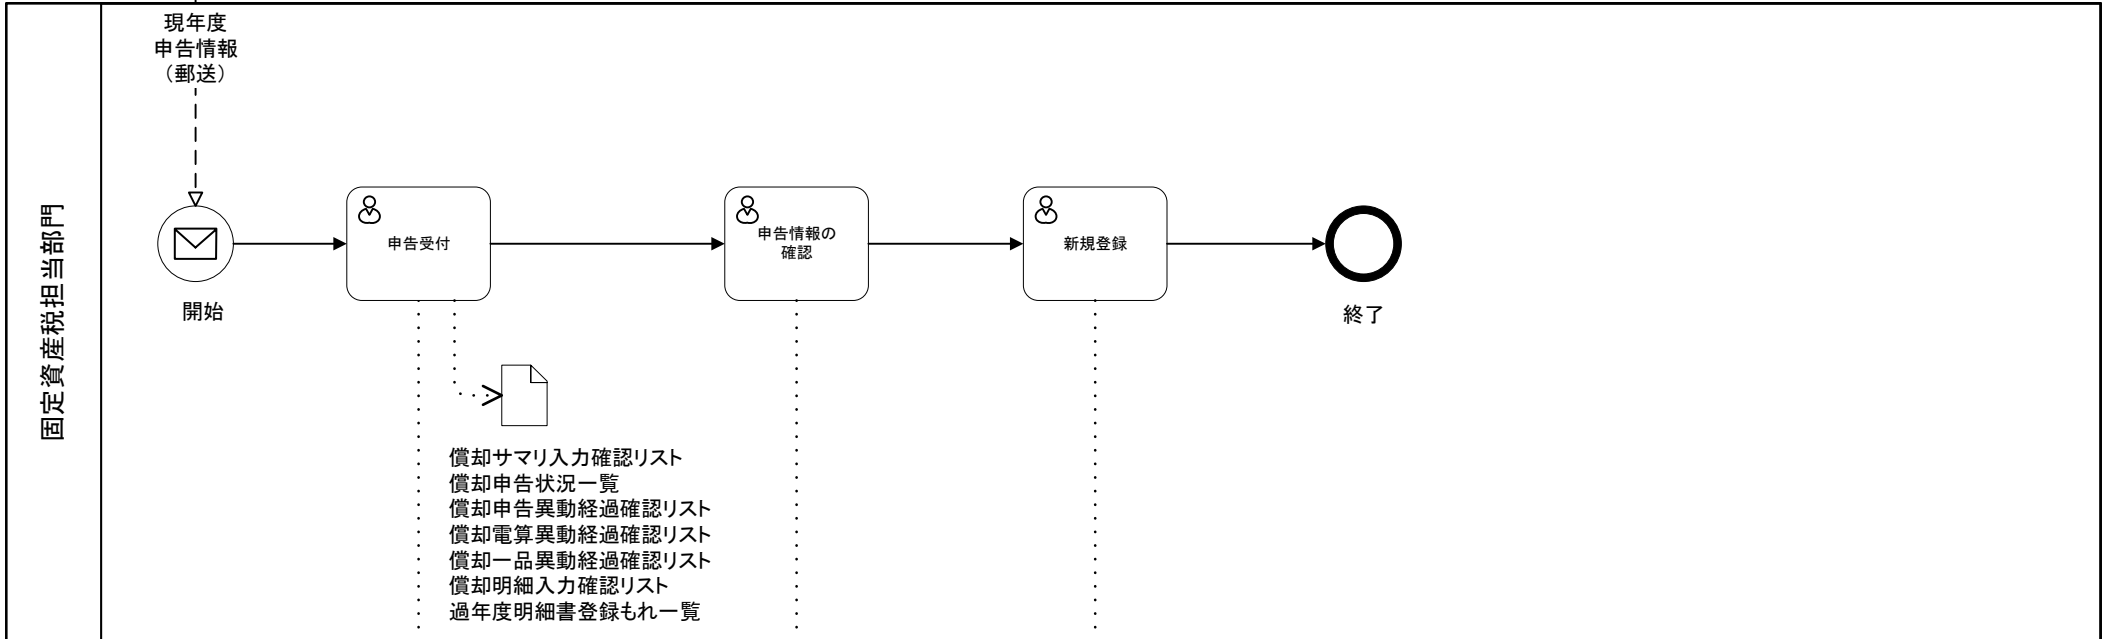 現年度
申告情報
（郵送）
固定資産税担当部門
開始
申告受付
申告情報の
確認
新規登録
終了
償却サマリ入力確認リスト
償却申告状況一覧
償却申告異動経過確認リスト
償却電算異動経過確認リスト
償却一品異動経過確認リスト
償却明細入力確認リスト
過年度明細書登録もれ一覧